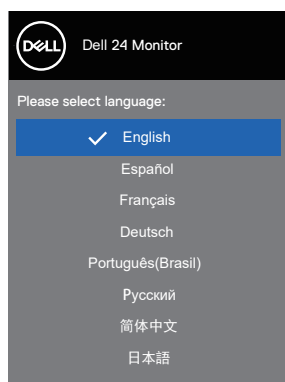 DELL
Dell 24 Monitor
Please select language:
English
Español
Français
Deutsch
Português(Brasil)
Русский
简体中文
日本語